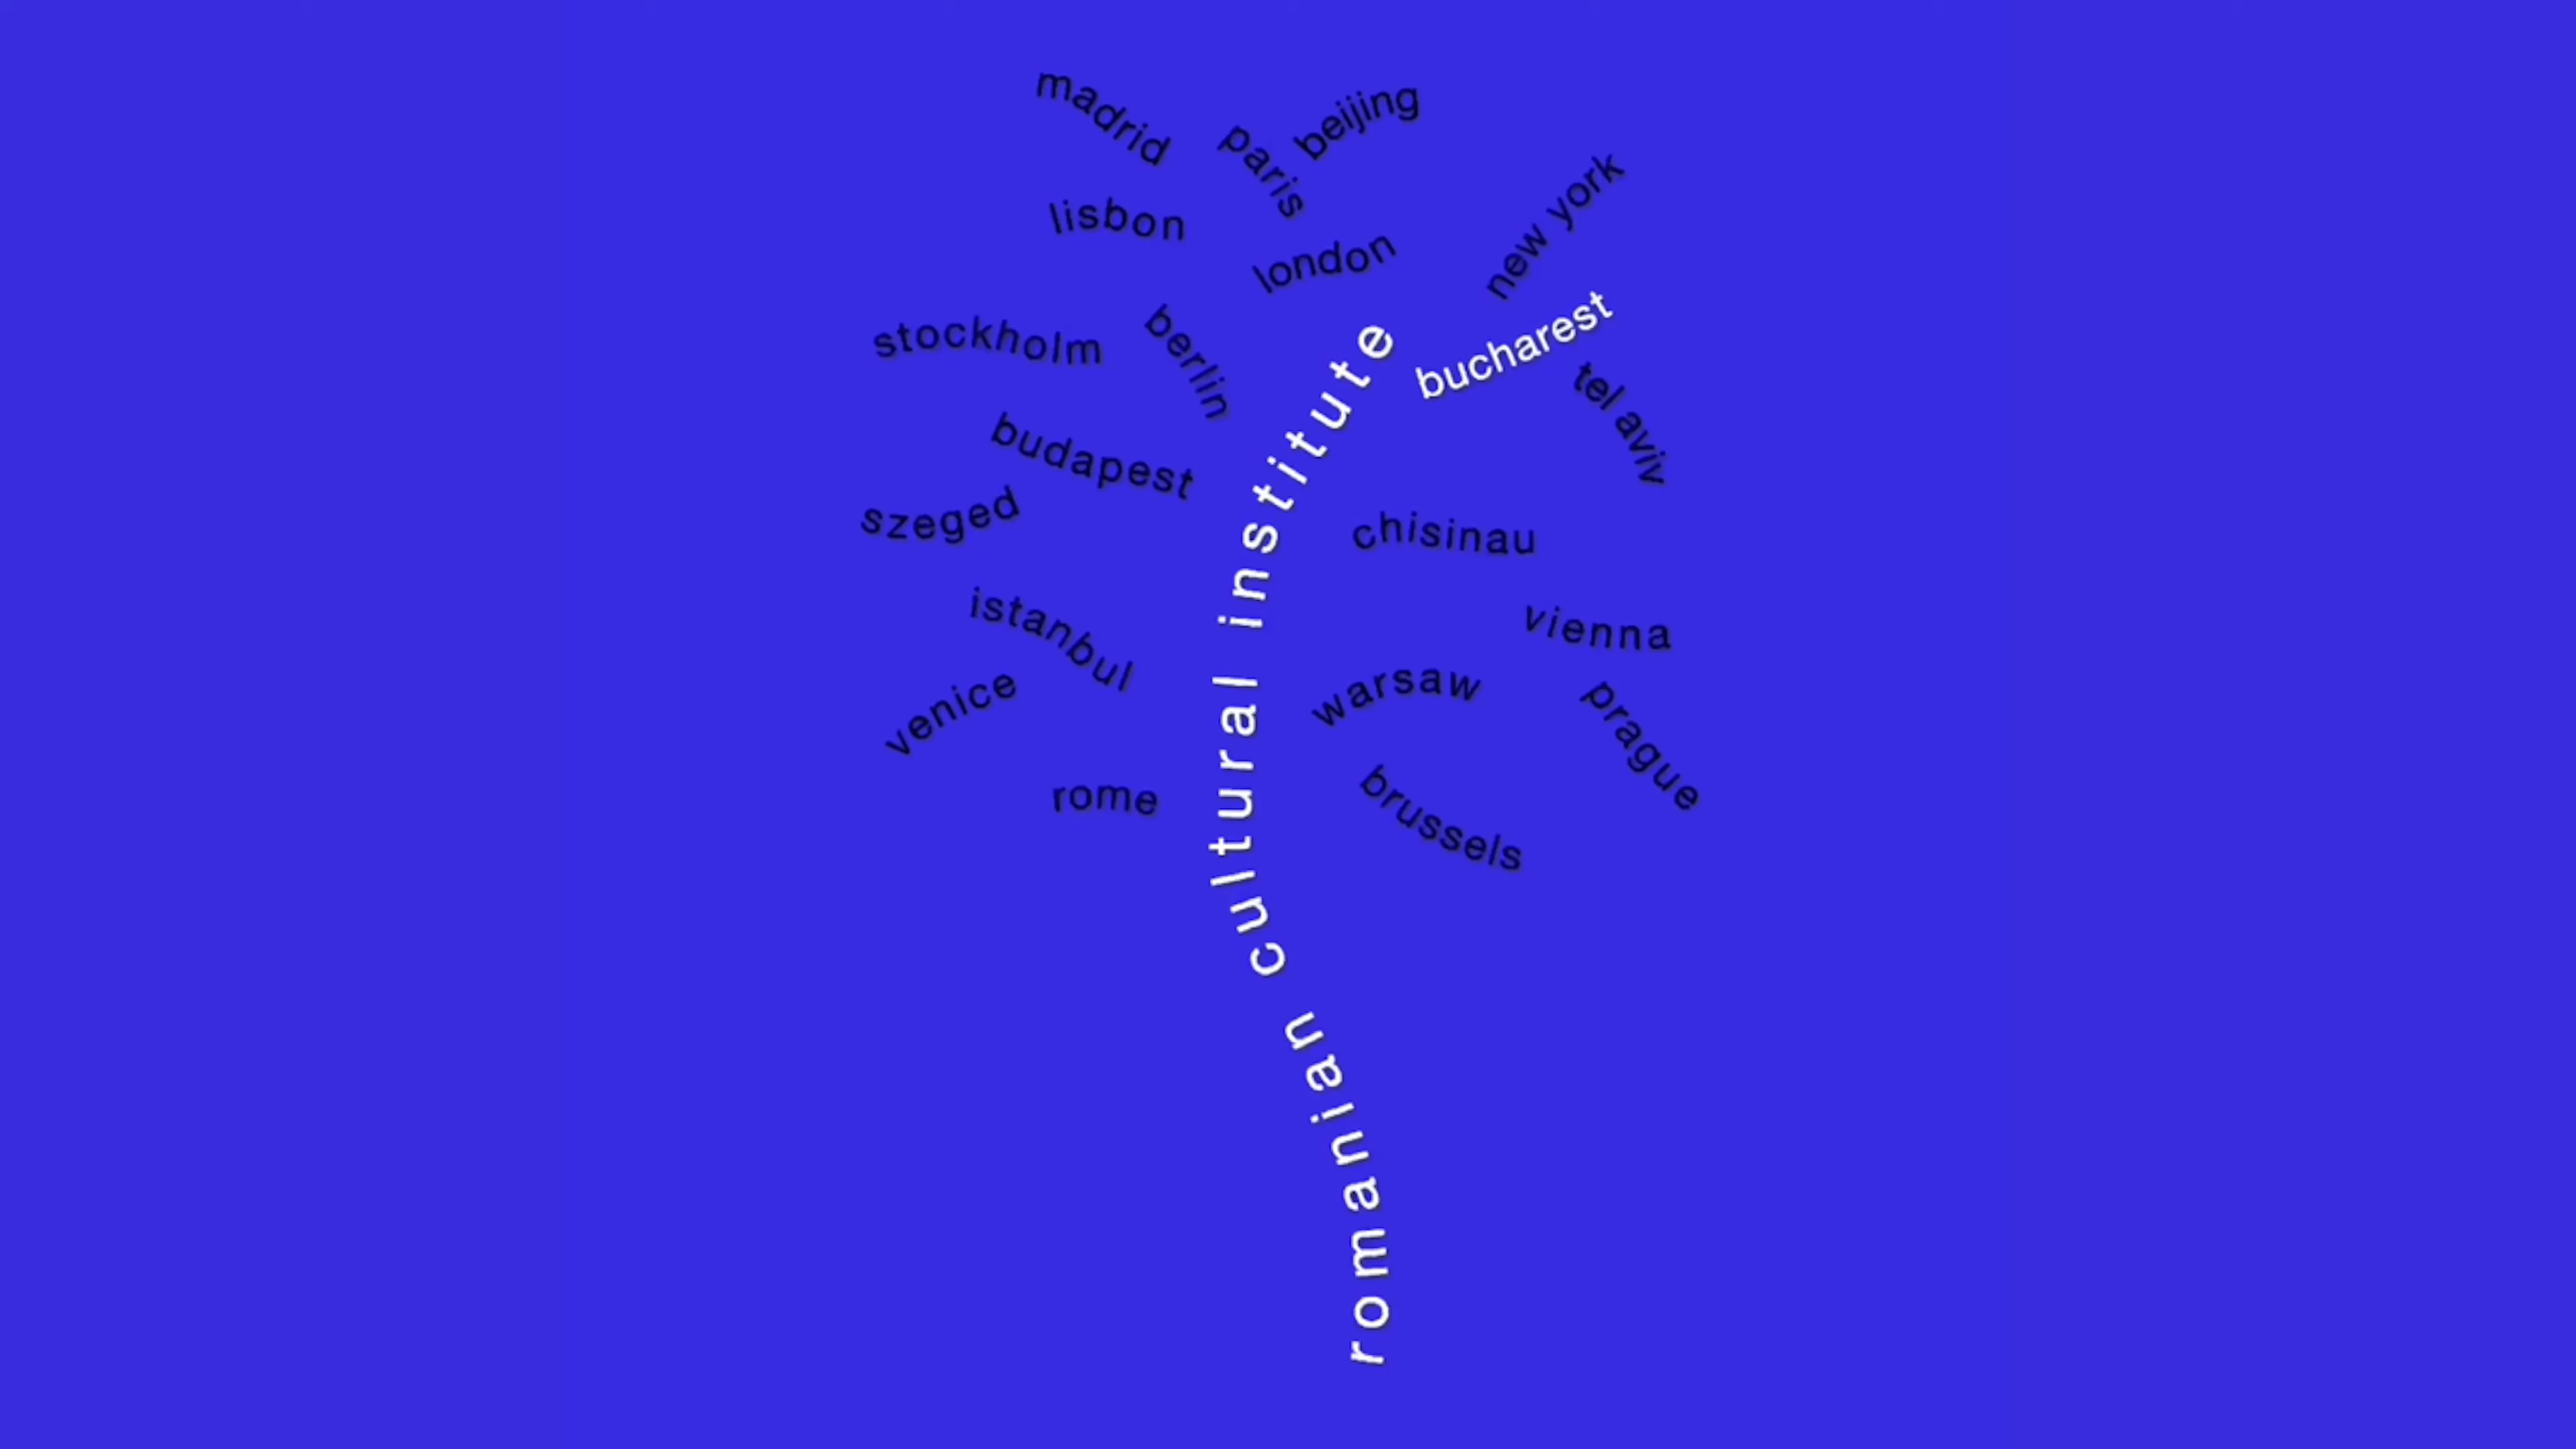 madrid
paris
beijing
new york
lisbon
london
bucharest
stockholm
berlin
tel aviv
budapest
szeged
chisinau
istanbul
vienna
venice
warsaw
prague
rome
brussels
romanian cultural institute